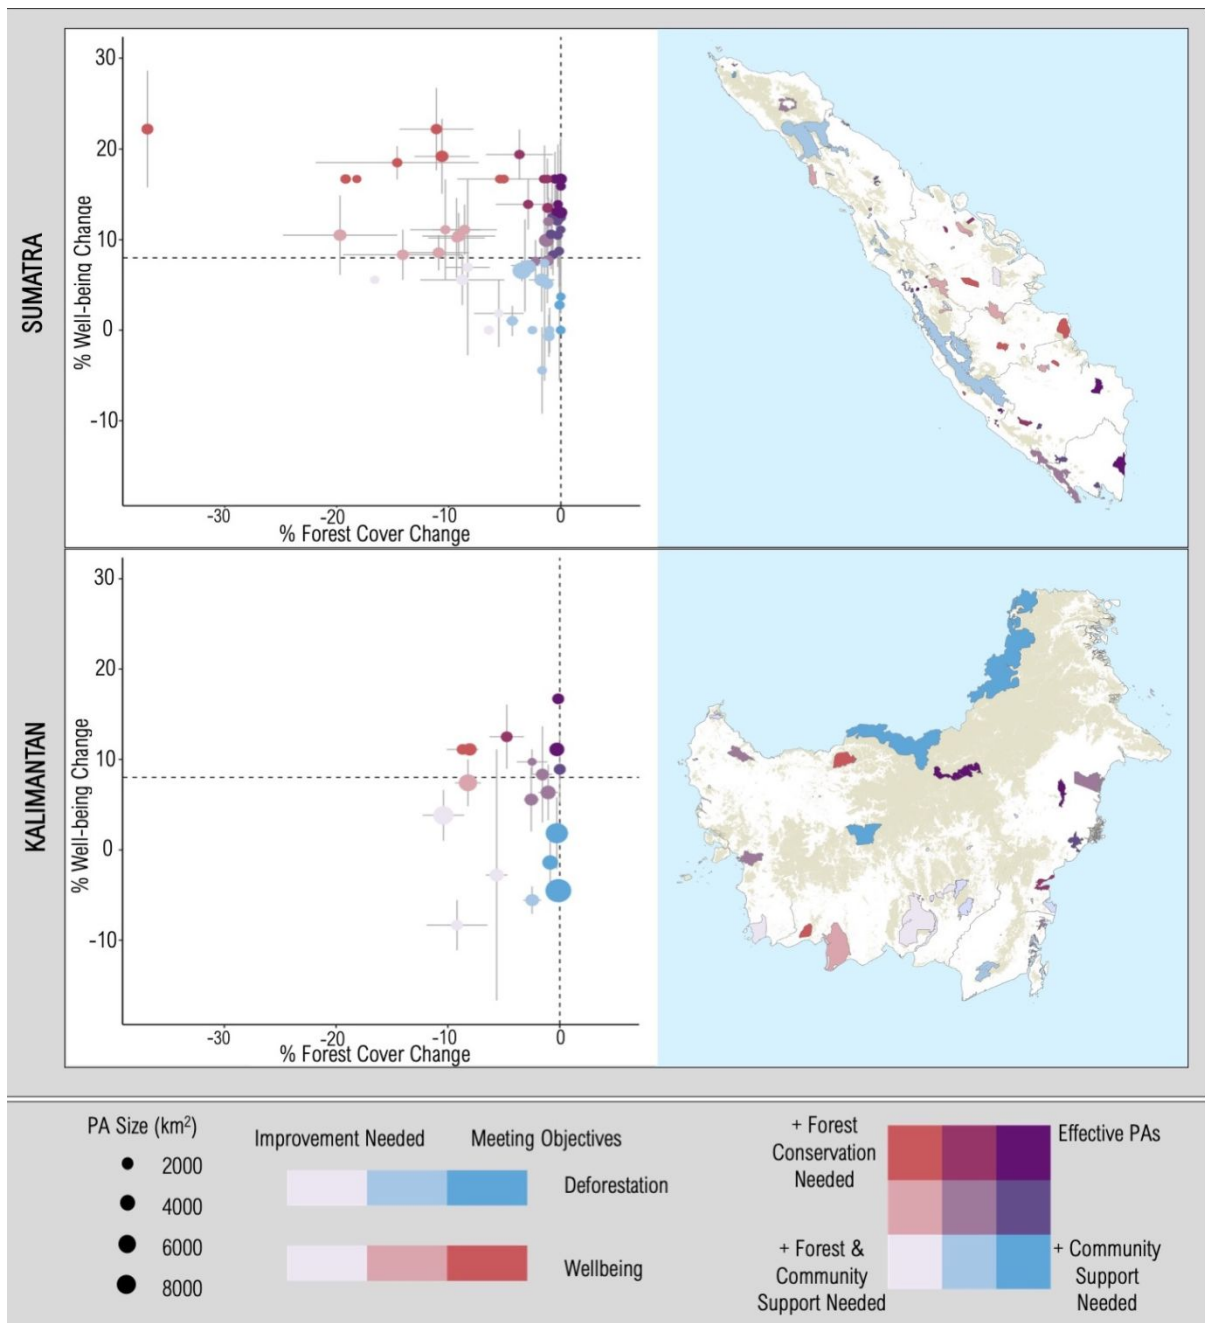 SUMATRA
% Well-being Change
30
20
10
0
-10
-30
-20
-10
0
% Forest Cover Change
KALIMANTAN
% Well-being Change
30
20
10
0
-10
-30
-20
-10
0
% Forest Cover Change
PA Size (km²)
2000
4000
6000
8000
Improvement Needed
Meeting Objectives
Deforestation
Wellbeing
+ Forest
Conservation
Needed
Effective PAs
+ Forest &
Community
Support Needed
+ Community
Support
Needed